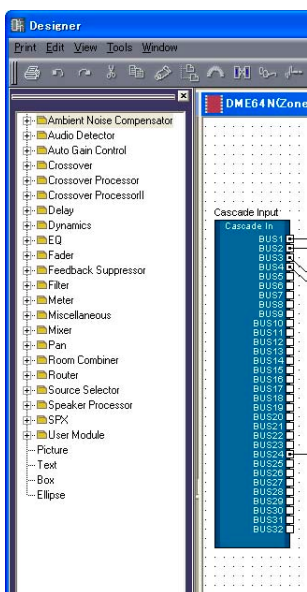 Designer
Print Edit View Tools Window
Ambient Noise Compensator
Audio Detector
Auto Gain Control
Crossover
Crossover Processor
Crossover ProcessorII
Delay
Dynamics
EQ
Fader
Feedback Suppressor
Filter
Meter
Miscellaneous
Mixer
Pan
Room Combiner
Router
Source Selector
Speaker Processor
SPX
User Module
Picture
Text
Box
Ellipse
DME64N(Zone
Cascade Input
Cascade In
BUS1
BUS2
BUS3
BUS4
BUS5
BUS6
BUS7
BUS8
BUS9
BUS10
BUS11
BUS12
BUS13
BUS14
BUS15
BUS16
BUS17
BUS18
BUS19
BUS20
BUS21
BUS22
BUS23
BUS24
BUS25
BUS26
BUS27
BUS28
BUS29
BUS30
BUS31
BUS32